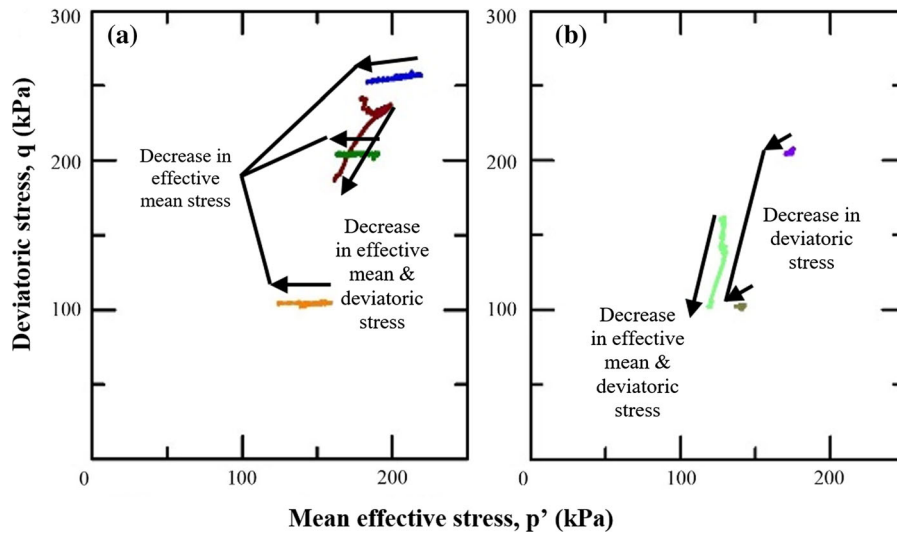 300
(a)
200
100
0
100
200
Decrease in
effective
mean stress
Decrease
in effective
mean &
deviatoric
stress
300
(b)
200
100
0
100
200
Decrease in
deviatoric
stress
Decrease
in effective
mean &
deviatoric
stress
Deviatoric stress, q (kPa)
Mean effective stress, p’ (kPa)